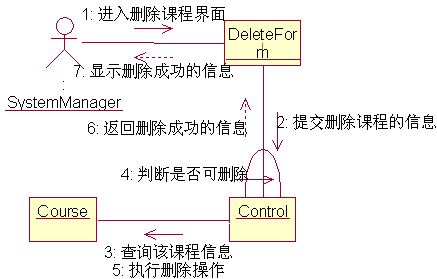 1: 进入删除课程界面
DeleteFor
m
7: 显示删除成功的信息
:
SystemManager
6: 返回删除成功的信息
2: 提交删除课程的信息
4: 判断是否可删除
Course
Control
3: 查询该课程信息
5: 执行删除操作